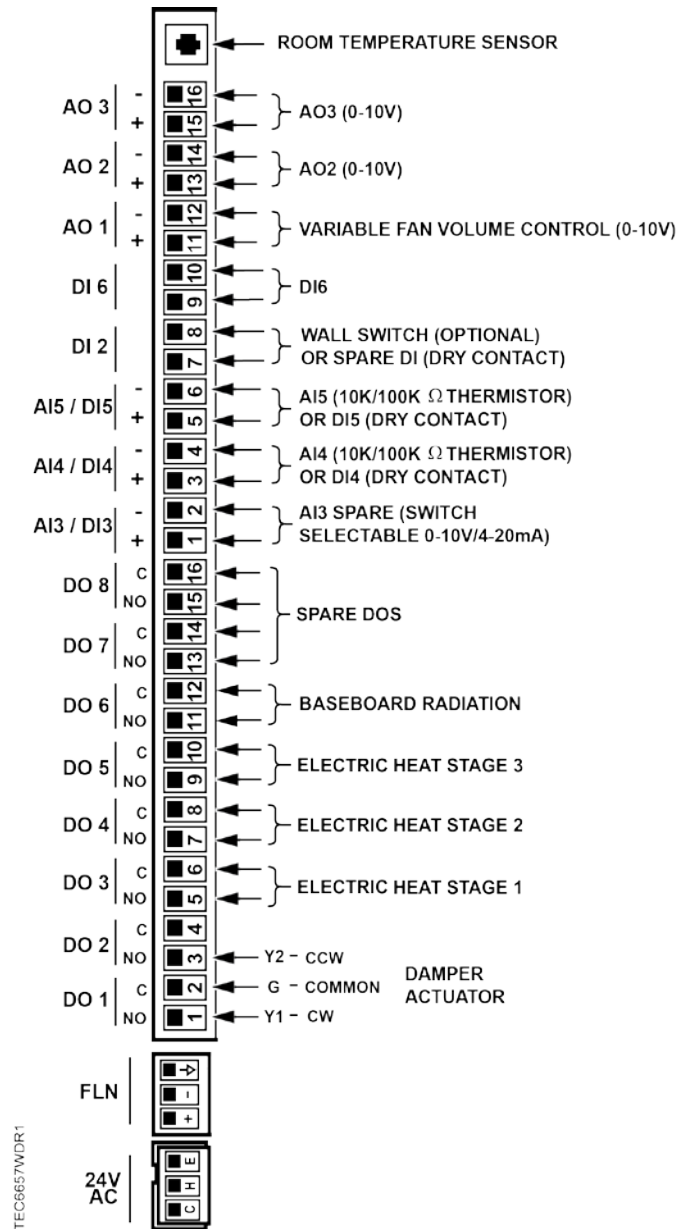 ROOM TEMPERATURE SENSOR
AO 3 - 16
+ 15
AO3 (0-10V)
AO 2 - 14
+ 13
AO2 (0-10V)
AO 1 - 12
+ 11
VARIABLE FAN VOLUME CONTROL (0-10V)
DI 6 10
9
DI6
DI 2 8
7
WALL SWITCH (OPTIONAL)
OR SPARE DI (DRY CONTACT)
AI5 / DI5 - 6
+ 5
AI5 (10K/100K Ω THERMISTOR)
OR DI5 (DRY CONTACT)
AI4 / DI4 - 4
+ 3
AI4 (10K/100K Ω THERMISTOR)
OR DI4 (DRY CONTACT)
AI3 / DI3 - 2
+ 1
AI3 SPARE (SWITCH
SELECTABLE 0-10V/4-20mA)
DO 8 C 16
NO 15
SPARE DOS
DO 7 C 14
NO 13
DO 6 C 12
NO 11
BASEBOARD RADIATION
DO 5 C 10
NO 9
ELECTRIC HEAT STAGE 3
DO 4 C 8
NO 7
ELECTRIC HEAT STAGE 2
DO 3 C 6
NO 5
ELECTRIC HEAT STAGE 1
DO 2 C 4
NO 3 Y2 - CCW
DO 1 C 2 G - COMMON
NO 1 Y1 - CW
DAMPER
ACTUATOR
FLN
-
+
24V
AC
E
H
C
TEC6657WDR1